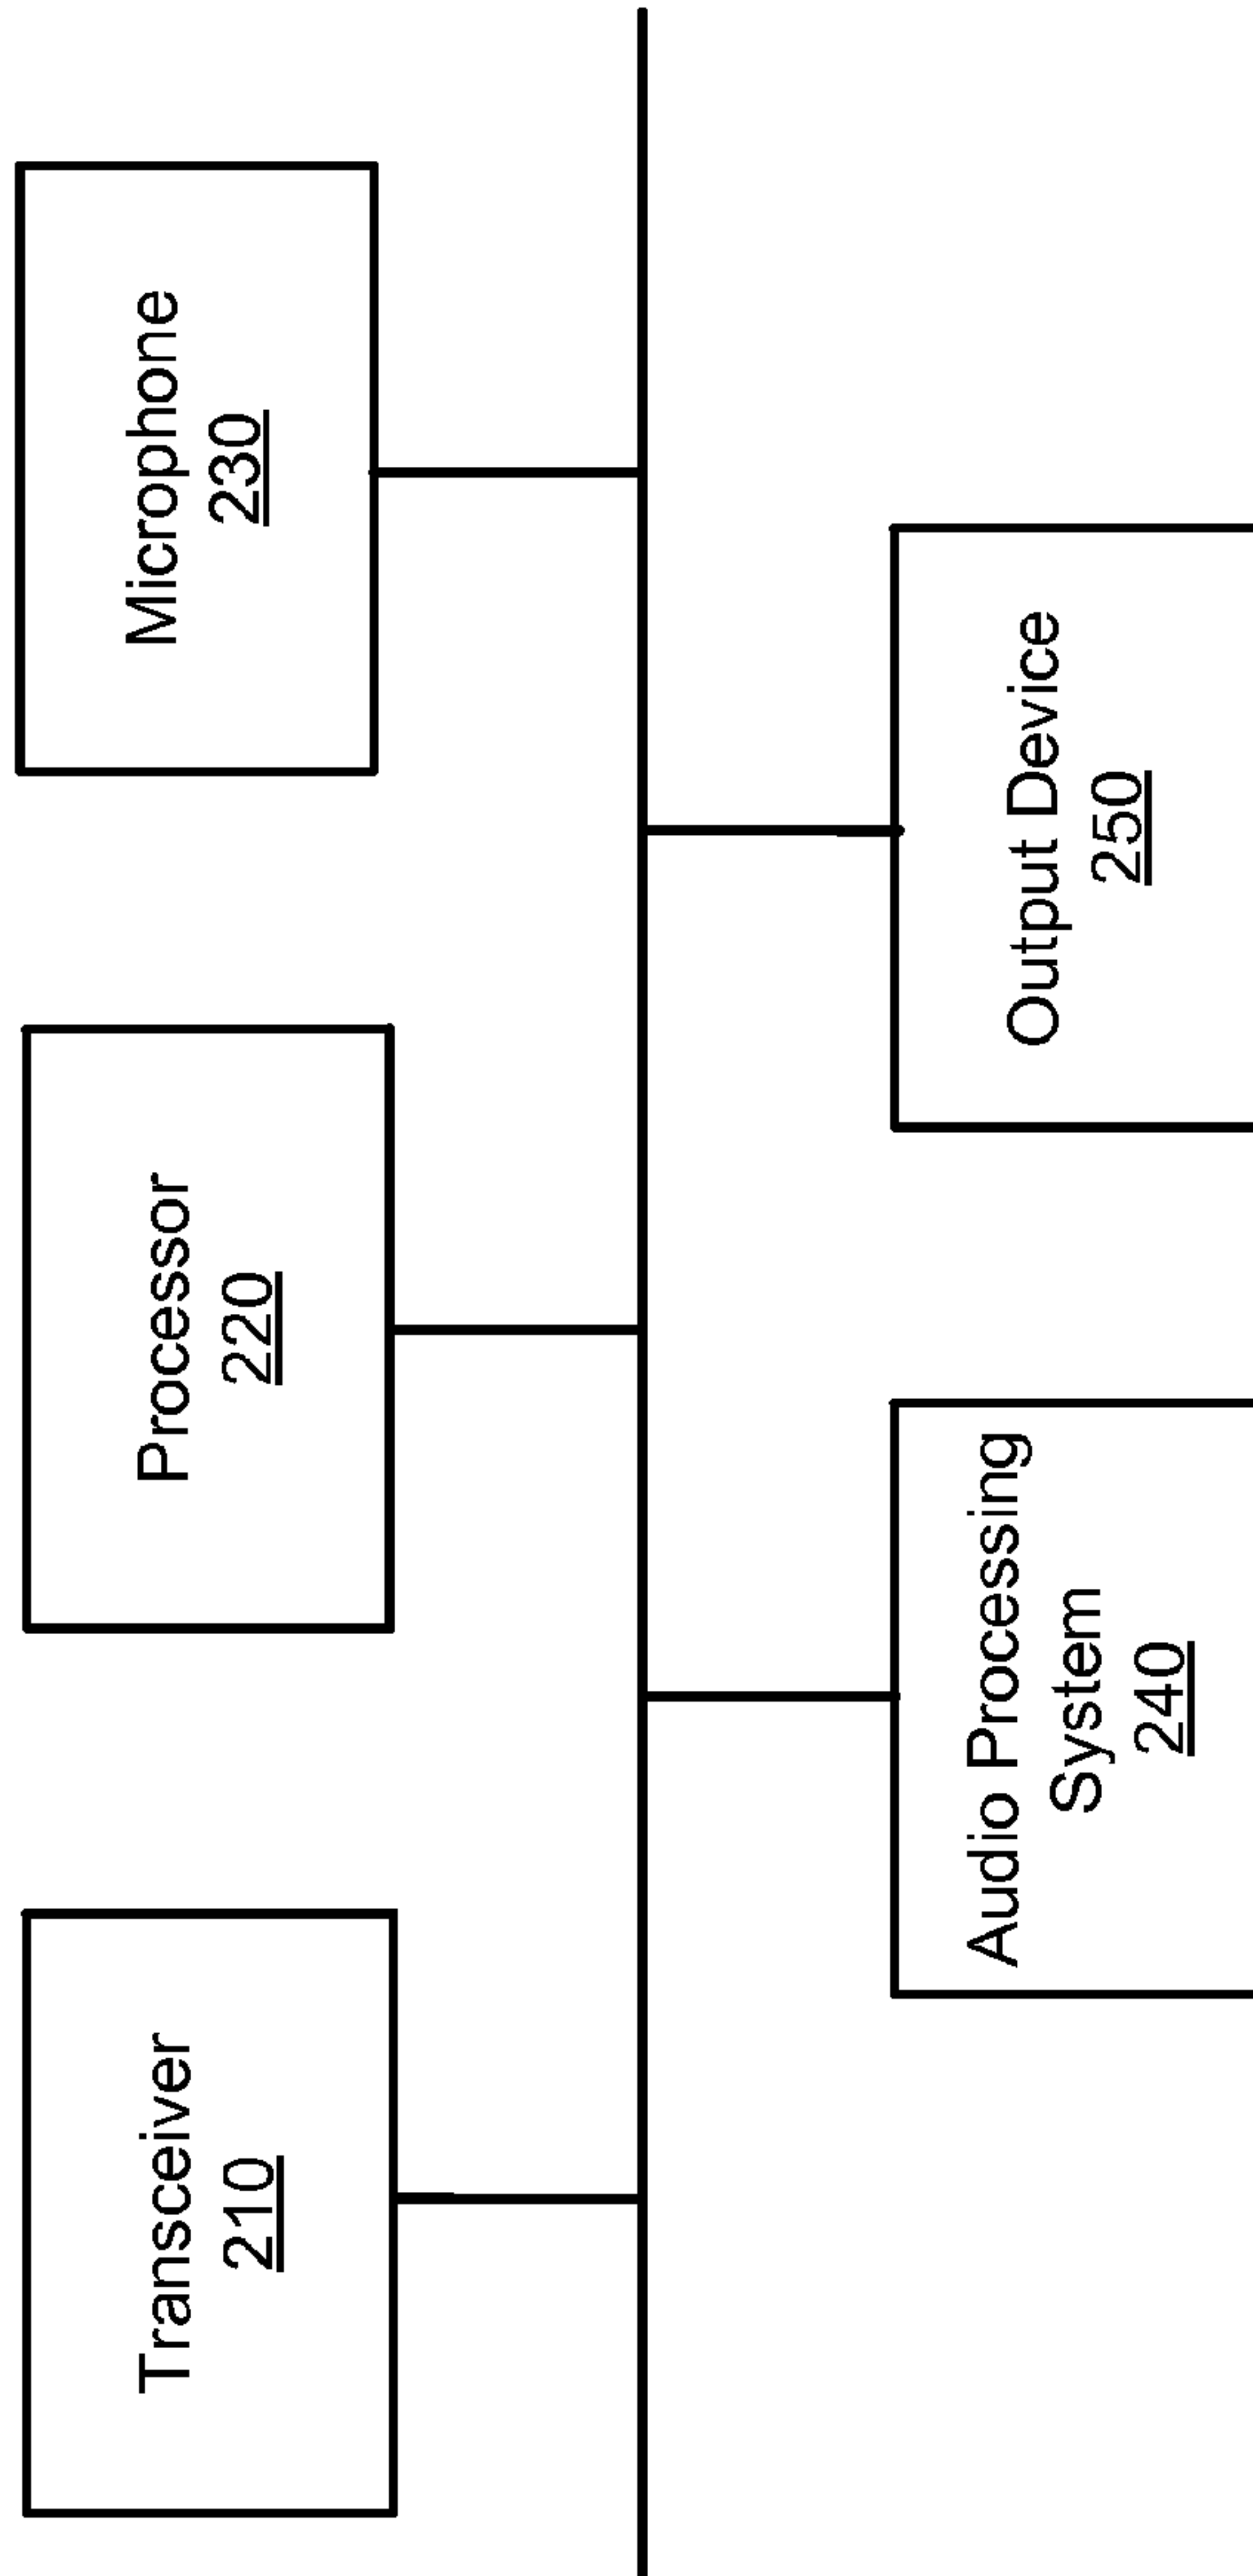 Transceiver
210
Processor
220
Microphone
230
Audio Processing
System
240
Output Device
250